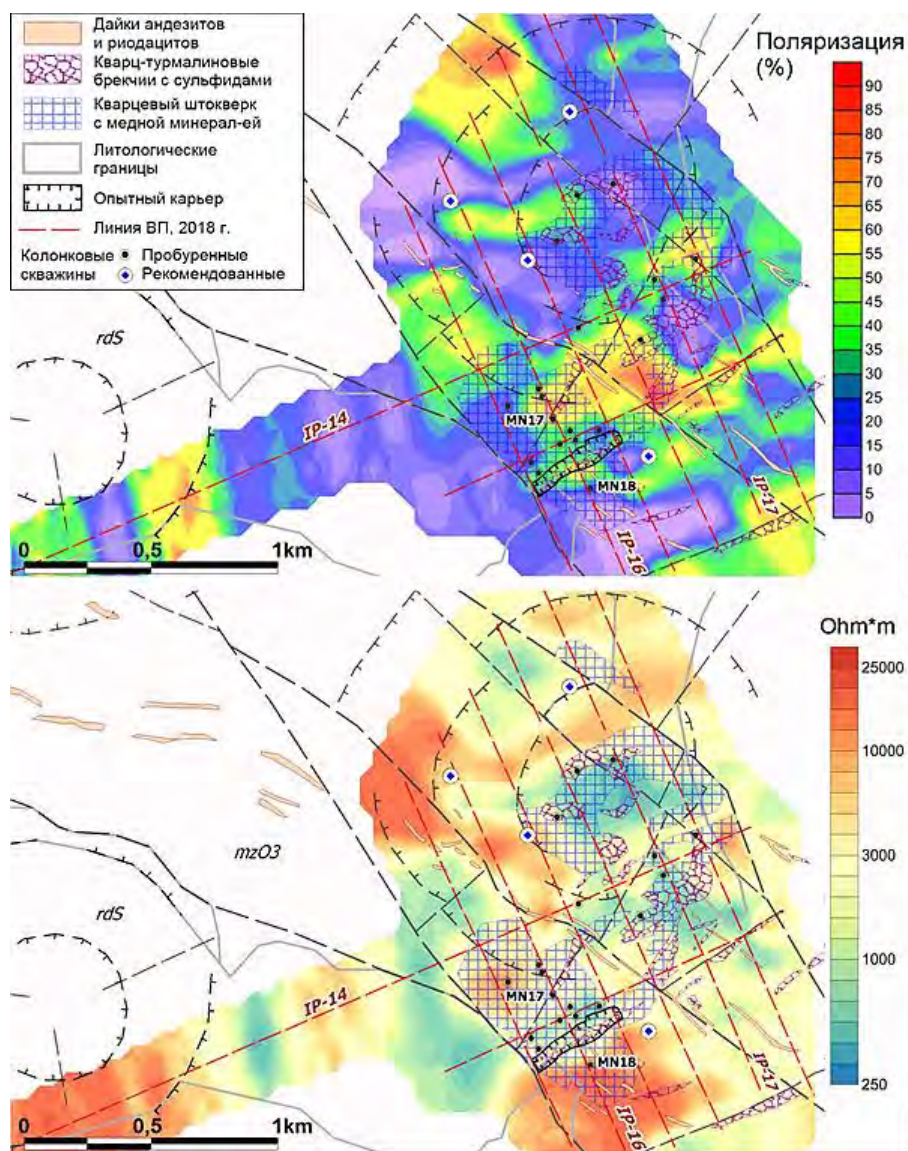 Дайки андезитов
и риодацитов
Кварц-турмалиновые
брекчии с сульфидами
Кварцевый штокверк
с медной минерал-ей
Литологические
границы
Опытный карьер
Линия ВП, 2018 г.
Колонковые
скважины
Пробуренные
Рекомендованные
Поляризация
(%)
90
85
80
75
70
65
60
55
50
45
40
35
30
25
20
15
10
5
0
rdS
IP-14
MN17
MN18
IP-16
IP-17
0
0,5
1km
Ohm*m
25000
10000
3000
1000
250
mzO3
rdS
IP-14
MN17
MN18
IP-16
IP-17
0
0,5
1km